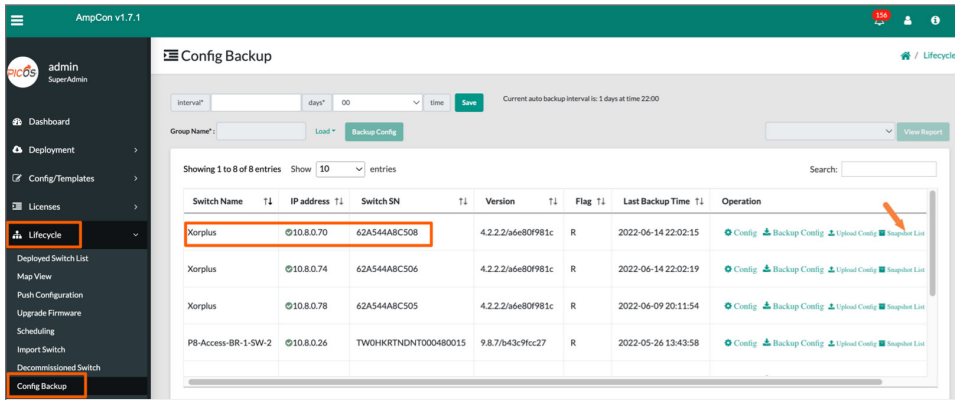 AmpCon v1.7.1
156
PICOS
admin
SuperAdmin
Config Backup
/ Lifecycle
interval*
days*
00
time
Save
Current auto backup interval is: 1 days at time 22:00
Group Name* :
Load
Backup Config
View Report
Dashboard
Deployment
Config/Templates
Licenses
Lifecycle
Deployed Switch List
Map View
Push Configuration
Upgrade Firmware
Scheduling
Import Switch
Decommissioned Switch
Config Backup
Showing 1 to 8 of 8 entries Show 10 entries
Search:
Switch Name IP address Switch SN Version Flag Last Backup Time Operation
Xorplus 10.8.0.70 62A544A8C508 4.2.2.2/a6e80f981c R 2022-06-14 22:02:15 Config Backup Config Upload Config Snapshot List
Xorplus 10.8.0.74 62A544A8C506 4.2.2.2/a6e80f981c R 2022-06-14 22:02:19 Config Backup Config Upload Config Snapshot List
Xorplus 10.8.0.78 62A544A8C505 4.2.2.2/a6e80f981c R 2022-06-09 20:11:54 Config Backup Config Upload Config Snapshot List
P8-Access-BR-1-SW-2 10.8.0.26 TW0HKRTNDNT000480015 9.8.7/b43c9fcc27 R 2022-05-26 13:43:58 Config Backup Config Upload Config Snapshot List